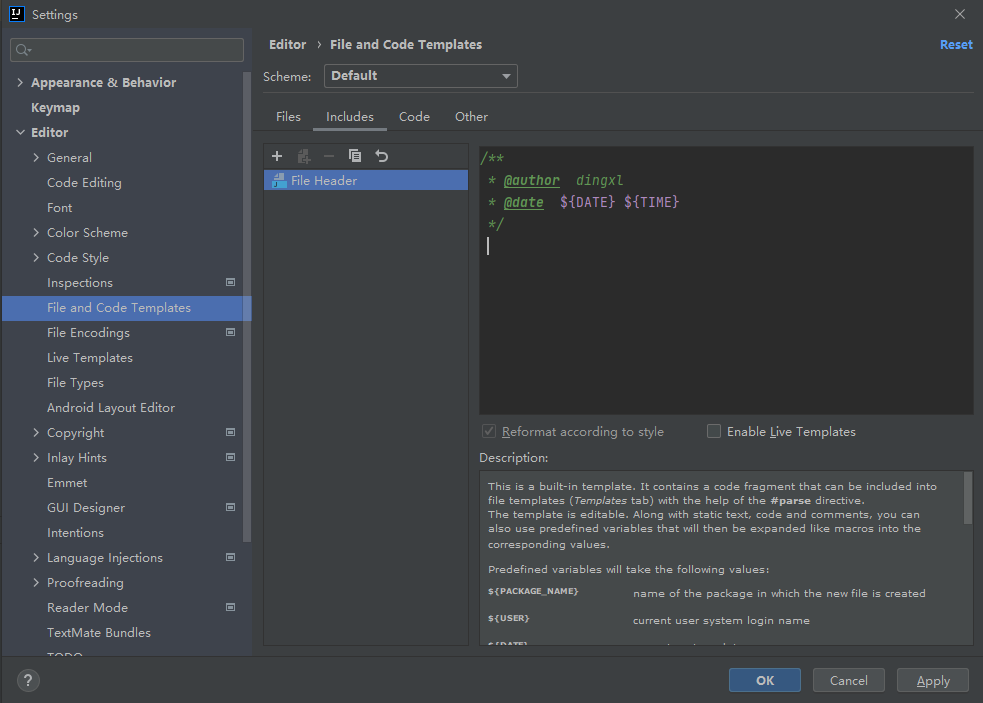 Settings
Editor › File and Code Templates
Reset
Scheme: Default
Files Includes Code Other
Appearance & Behavior
Keymap
Editor
General
Code Editing
Font
Color Scheme
Code Style
Inspections
File and Code Templates
File Encodings
Live Templates
File Types
Android Layout Editor
Copyright
Inlay Hints
Emmet
GUI Designer
Intentions
Language Injections
Proofreading
Reader Mode
TextMate Bundles
TODO
File Header
/**
* @author dingxl
* @date ${DATE} ${TIME}
*/
Reformat according to style
Enable Live Templates
Description:
This is a built-in template. It contains a code fragment that can be included into
file templates (Templates tab) with the help of the #parse directive.
The template is editable. Along with static text, code and comments, you can
also use predefined variables that will then be expanded like macros into the
corresponding values.
Predefined variables will take the following values:
${PACKAGE_NAME} name of the package in which the new file is created
${USER} current user system login name
${DATE}
? OK Cancel Apply